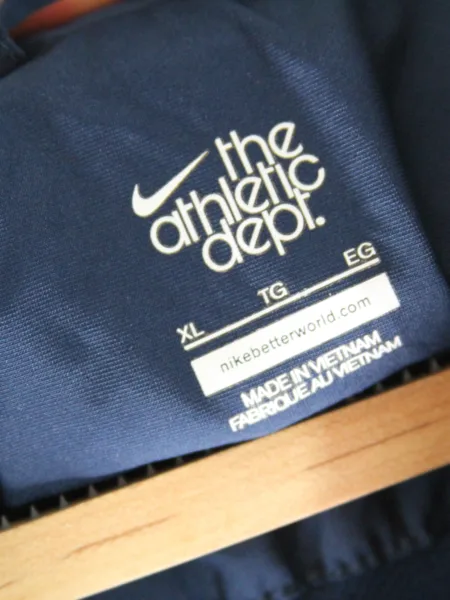 the
athletic
dept.
XL TG EG
nikebetterworld.com
MADE IN VIETNAM
FABRIQUE AU VIETNAM